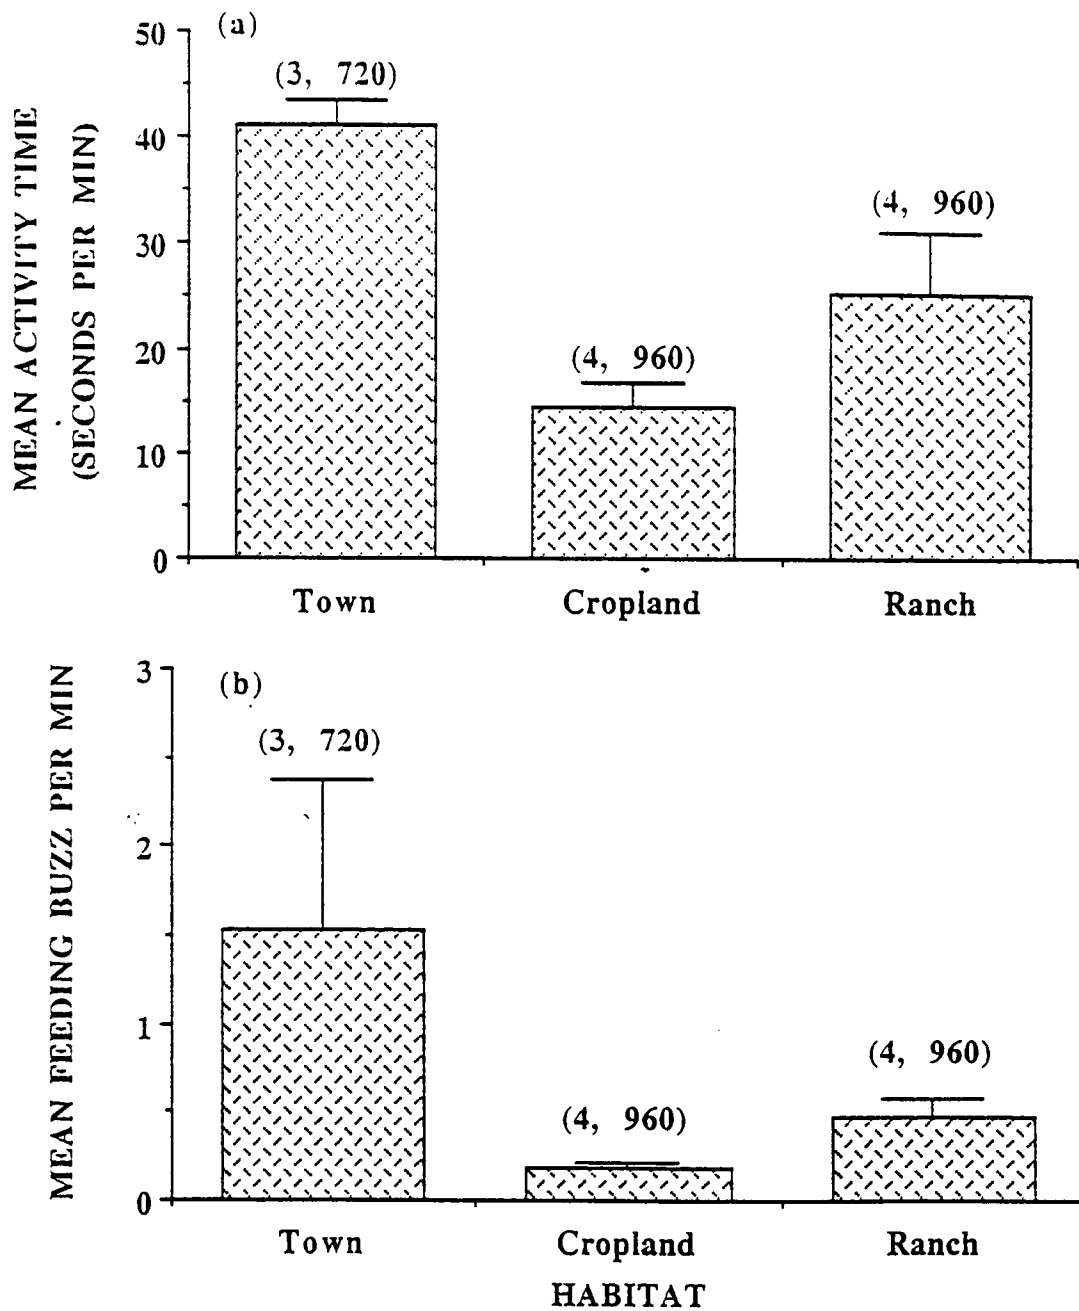 (a)
MEAN ACTIVITY TIME
(SECONDS PER MIN)
50
40
30
20
10
0
(3, 720)
(4, 960)
(4, 960)
Town Cropland Ranch
(b)
MEAN FEEDING BUZZ PER MIN
3
2
1
0
(3, 720)
(4, 960)
(4, 960)
Town Cropland Ranch
HABITAT